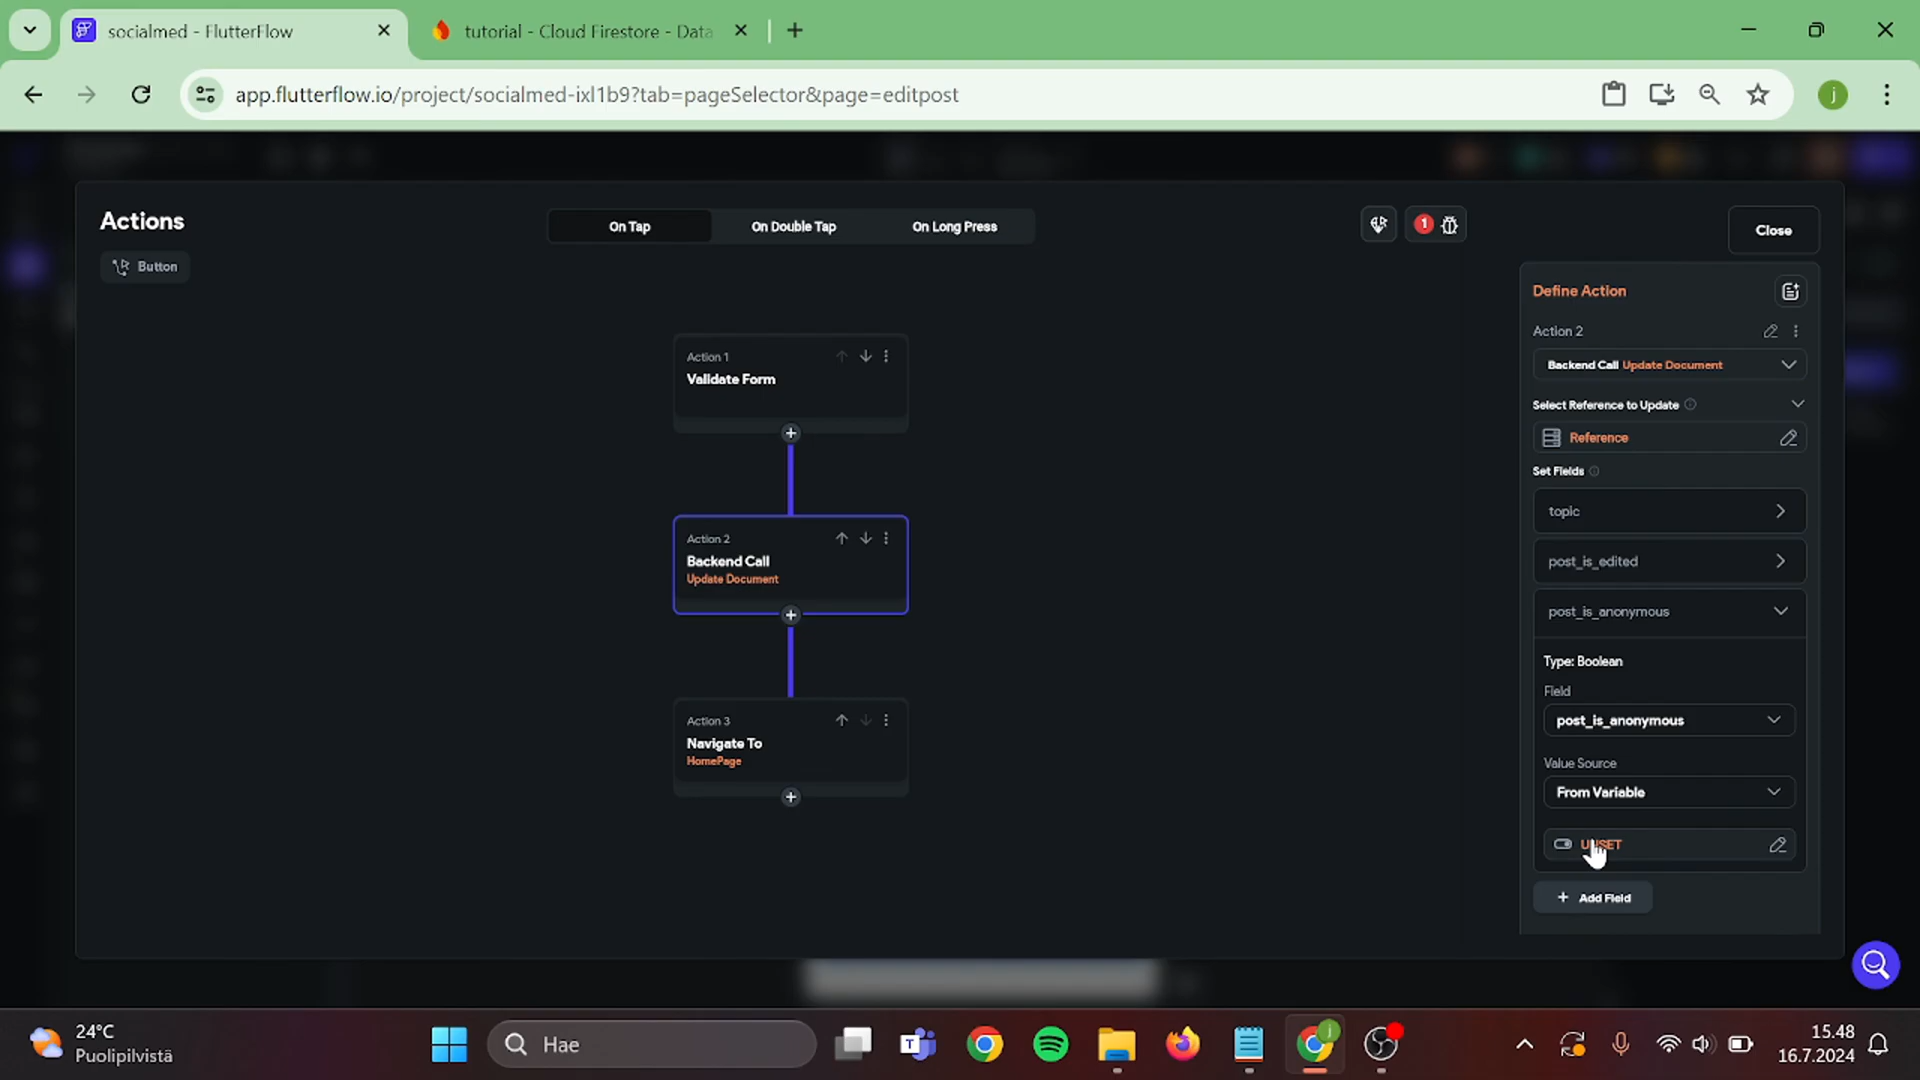 socialmed - FlutterFlow
tutorial - Cloud Firestore - Data
app.flutterflow.io/project/socialmed-ixl1b9?tab=pageSelector&page=editpost
j
Actions
Button
On Tap
On Double Tap
On Long Press
1
Close
Action 1
Validate Form
Action 2
Backend Call
Update Document
Action 3
Navigate To
HomePage
Define Action
Action 2
Backend Call Update Document
Select Reference to Update
Reference
Set Fields
topic
post_is_edited
post_is_anonymous
Type: Boolean
Field
post_is_anonymous
Value Source
From Variable
UNSET
+ Add Field
24°C
Puolipilvistä
Hae
15.48
16.7.2024